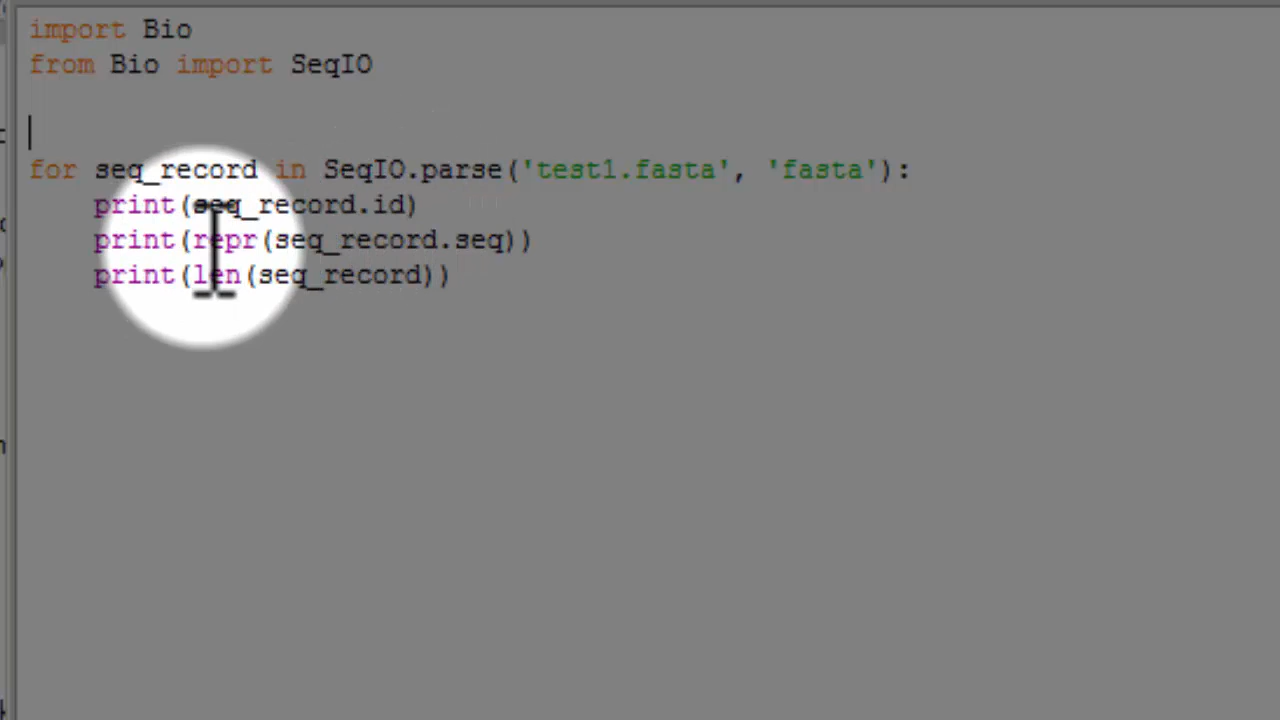 import Bio
from Bio import SeqIO
for seq_record in SeqIO.parse('test1.fasta', 'fasta'):
    print(seq_record.id)
    print(repr(seq_record.seq))
    print(len(seq_record))